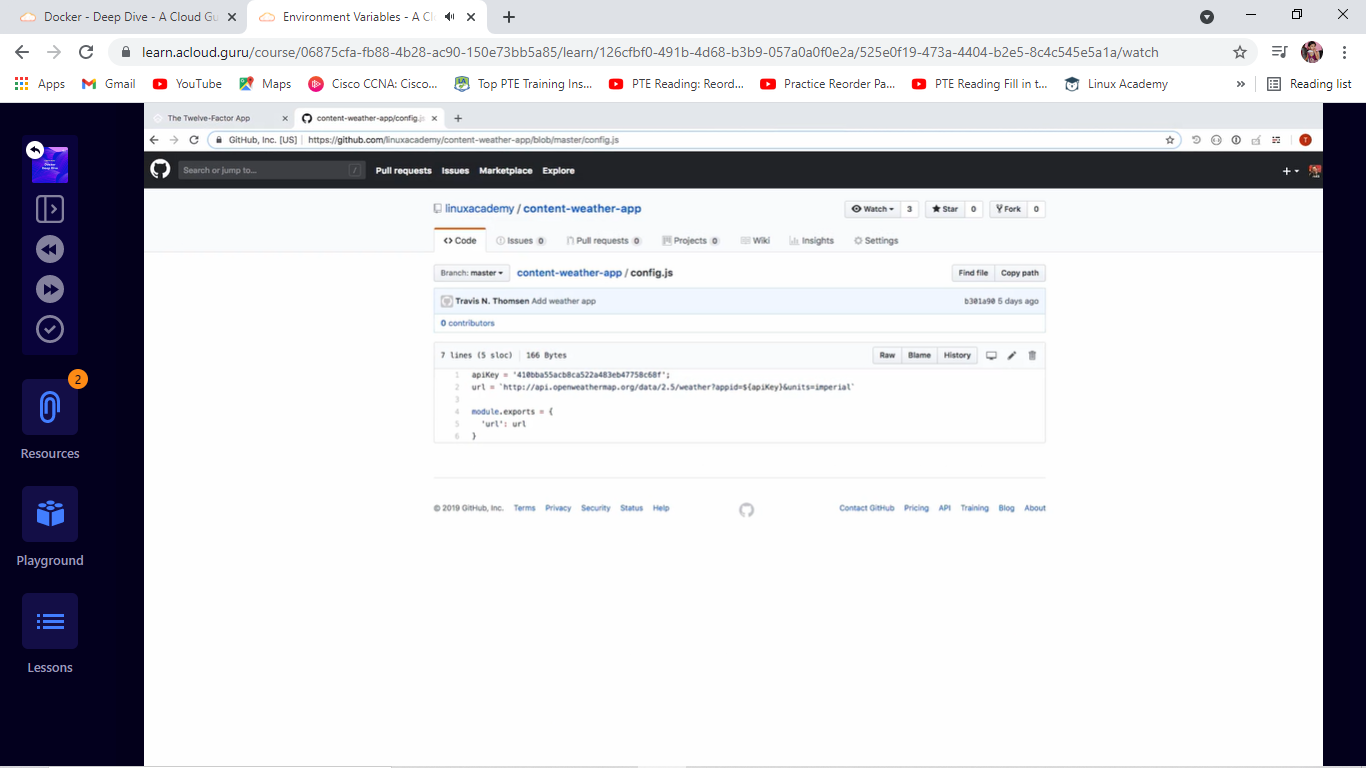 Docker - Deep Dive - A Cloud Gu
Environment Variables - A Cl
learn.acloud.guru/course/06875cfa-fb88-4b28-ac90-150e73bb5a85/learn/126cfbf0-491b-4d68-b3b9-057a0a0f0e2a/525e0f19-473a-4404-b2e5-8c4c545e5a1a/watch
Apps Gmail YouTube Maps Cisco CCNA: Cisco... Top PTE Training Ins... PTE Reading: Reord... Practice Reorder Pa... PTE Reading Fill in t... Linux Academy » Reading list
The Twelve-Factor App content-weather-app/config.js
GitHub, Inc. [US] https://github.com/linuxacademy/content-weather-app/blob/master/config.js
Search or jump to... / Pull requests Issues Marketplace Explore
linuxacademy / content-weather-app Watch 3 Star 0 Fork 0
<> Code Issues 0 Pull requests 0 Projects 0 Wiki Insights Settings
Branch: master content-weather-app / config.js Find file Copy path
Travis N. Thomsen Add weather app b301a90 5 days ago
0 contributors
7 lines (5 sloc) 166 Bytes Raw Blame History
1 apiKey = '410bba55acb8ca522a483eb47758c68f';
2 url = `http://api.openweathermap.org/data/2.5/weather?appid=${apiKey}&units=imperial`
3
4 module.exports = {
5 'url': url
6 }
© 2019 GitHub, Inc. Terms Privacy Security Status Help Contact GitHub Pricing API Training Blog About
Docker
Deep Dive
2
Resources
Playground
Lessons